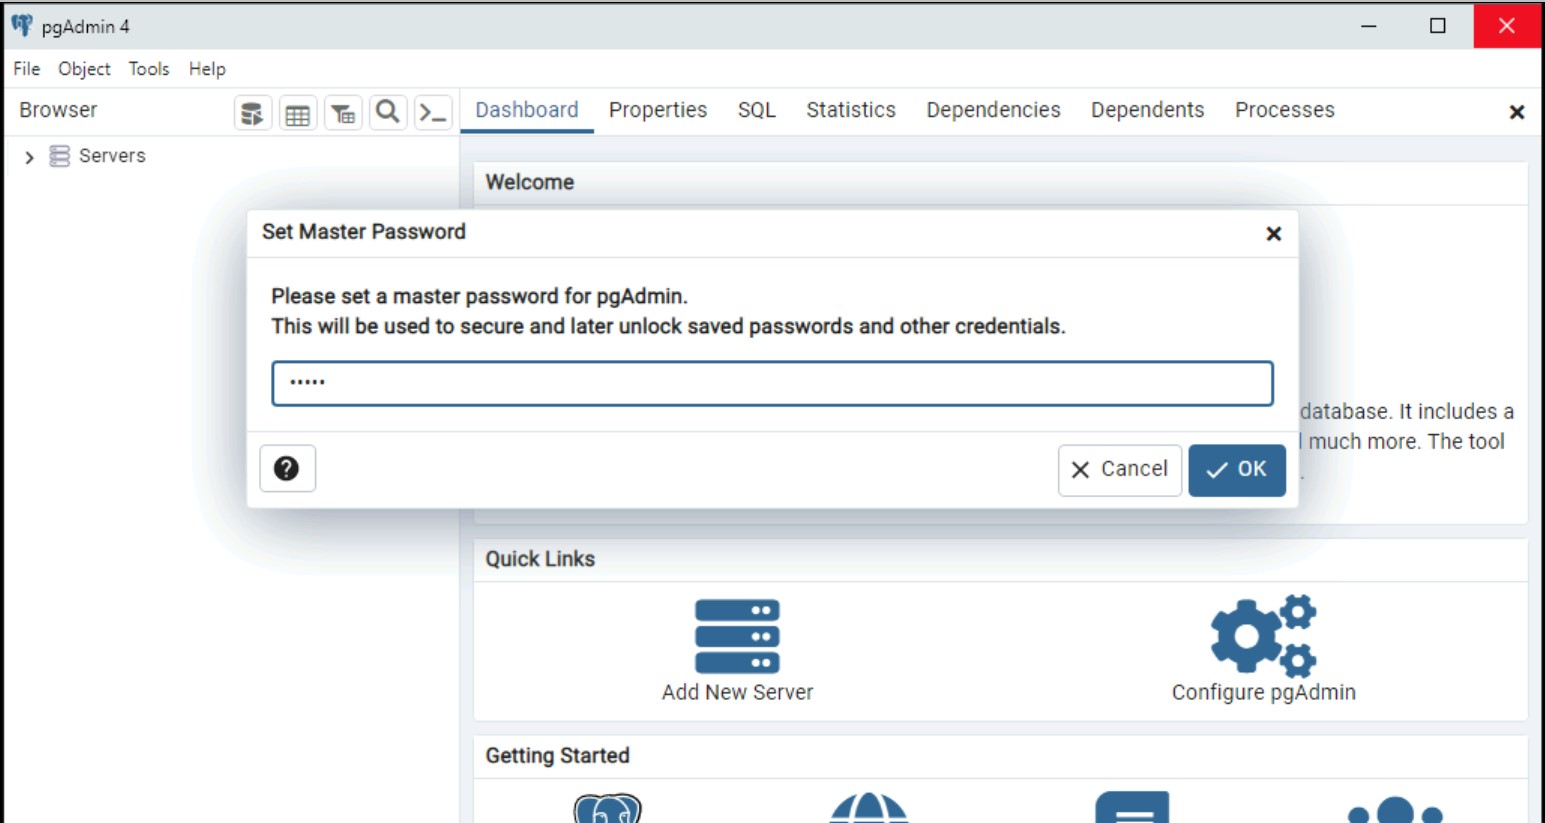 pgAdmin 4
File Object Tools Help
Browser
Dashboard Properties SQL Statistics Dependencies Dependents Processes
Servers
Welcome
Set Master Password
Please set a master password for pgAdmin.
This will be used to secure and later unlock saved passwords and other credentials.
•••••
database. It includes a
much more. The tool
.
Cancel OK
Quick Links
Add New Server Configure pgAdmin
Getting Started